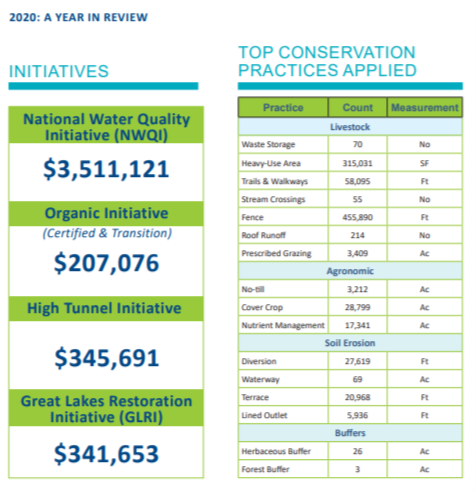 2020: A YEAR IN REVIEW
INITIATIVES
National Water Quality
Initiative (NWQI)
$3,511,121
Organic Initiative
(Certified & Transition)
$207,076
High Tunnel Initiative
$345,691
Great Lakes Restoration
Initiative (GLRI)
$341,653
TOP CONSERVATION
PRACTICES APPLIED
Practice Count Measurement
Livestock
Waste Storage 70 No
Heavy-Use Area 315,031 SF
Trails & Walkways 58,095 Ft
Stream Crossings 55 No
Fence 455,890 Ft
Roof Runoff 214 No
Prescribed Grazing 3,409 Ac
Agronomic
No-till 3,212 Ac
Cover Crop 28,799 Ac
Nutrient Management 17,341 Ac
Soil Erosion
Diversion 27,619 Ft
Waterway 69 Ac
Terrace 20,968 Ft
Lined Outlet 5,936 Ft
Buffers
Herbaceous Buffer 26 Ac
Forest Buffer 3 Ac